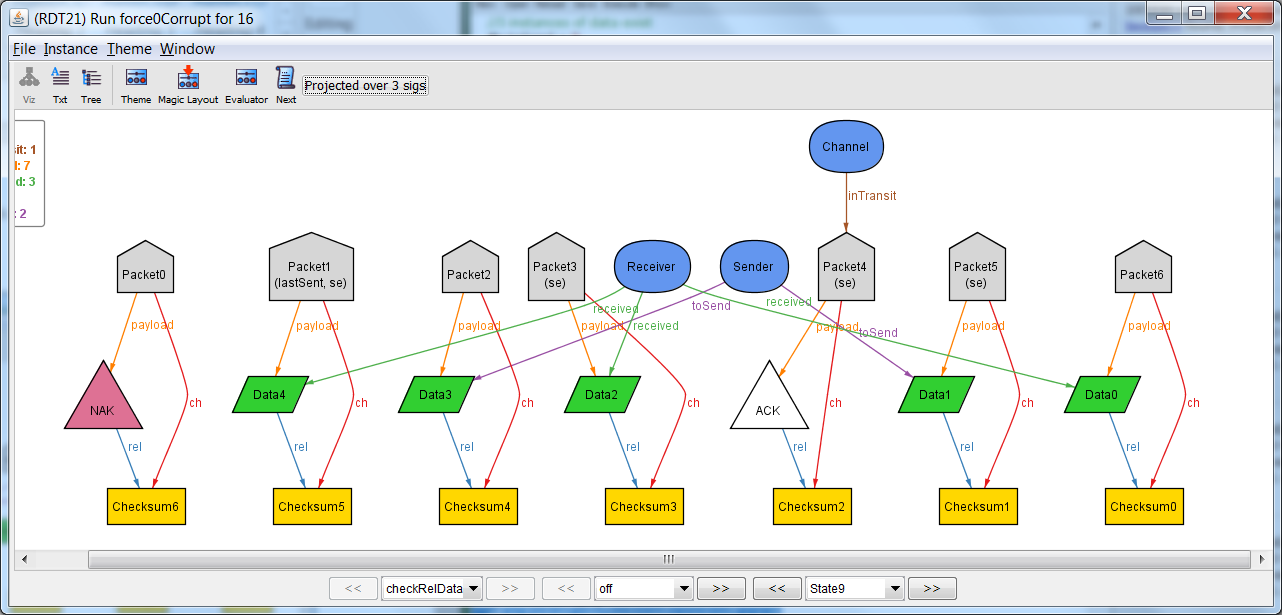 (RDT21) Run force0Corrupt for 16
File Instance Theme Window
Viz Txt Tree Theme Magic Layout Evaluator Next Projected over 3 sigs
it: 1
: 7
d: 3
: 2
Channel
inTransit
Packet0
Packet1
(lastSent, se)
Packet2
Packet3
(se)
Receiver
Sender
Packet4
(se)
Packet5
(se)
Packet6
payload
payload
payload
payload
received
received
toSend
received
payload
toSend
payload
payload
NAK
ch
Data4
ch
Data3
ch
Data2
ch
ACK
ch
Data1
ch
Data0
ch
rel
rel
rel
rel
rel
rel
rel
Checksum6
Checksum5
Checksum4
Checksum3
Checksum2
Checksum1
Checksum0
<< checkRelData >> << off >> << State9 >>